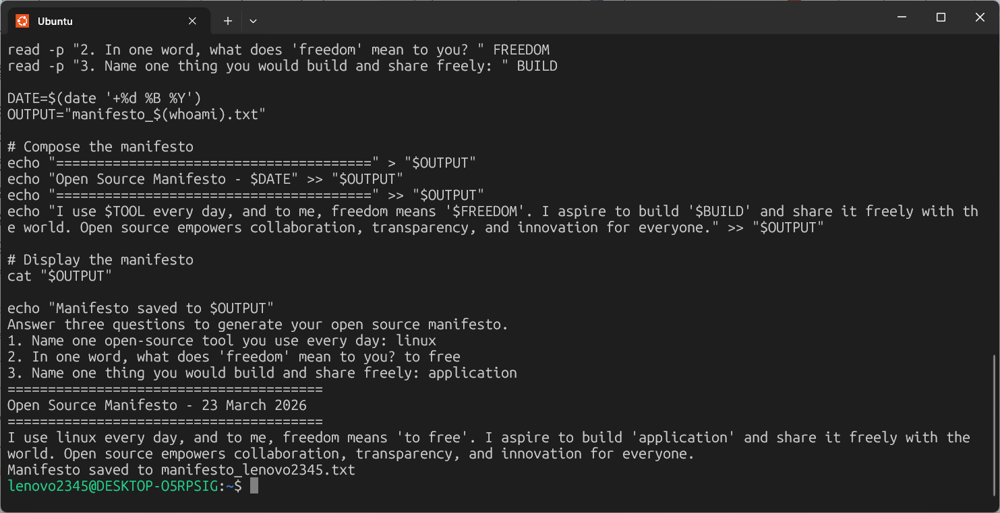 Ubuntu
read -p "2. In one word, what does 'freedom' mean to you? " FREEDOM
read -p "3. Name one thing you would build and share freely: " BUILD
DATE=$(date '+%d %B %Y')
OUTPUT="manifesto_$(whoami).txt"
# Compose the manifesto
echo "=======================================" > "$OUTPUT"
echo "Open Source Manifesto - $DATE" >> "$OUTPUT"
echo "=======================================" >> "$OUTPUT"
echo "I use $TOOL every day, and to me, freedom means '$FREEDOM'. I aspire to build '$BUILD' and share it freely with th
e world. Open source empowers collaboration, transparency, and innovation for everyone." >> "$OUTPUT"
# Display the manifesto
cat "$OUTPUT"
echo "Manifesto saved to $OUTPUT"
Answer three questions to generate your open source manifesto.
1. Name one open-source tool you use every day: linux
2. In one word, what does 'freedom' mean to you? to free
3. Name one thing you would build and share freely: application
=======================================
Open Source Manifesto - 23 March 2026
=======================================
I use linux every day, and to me, freedom means 'to free'. I aspire to build 'application' and share it freely with the
world. Open source empowers collaboration, transparency, and innovation for everyone.
Manifesto saved to manifesto_lenovo2345.txt
lenovo2345@DESKTOP-O5RPSIG:~$